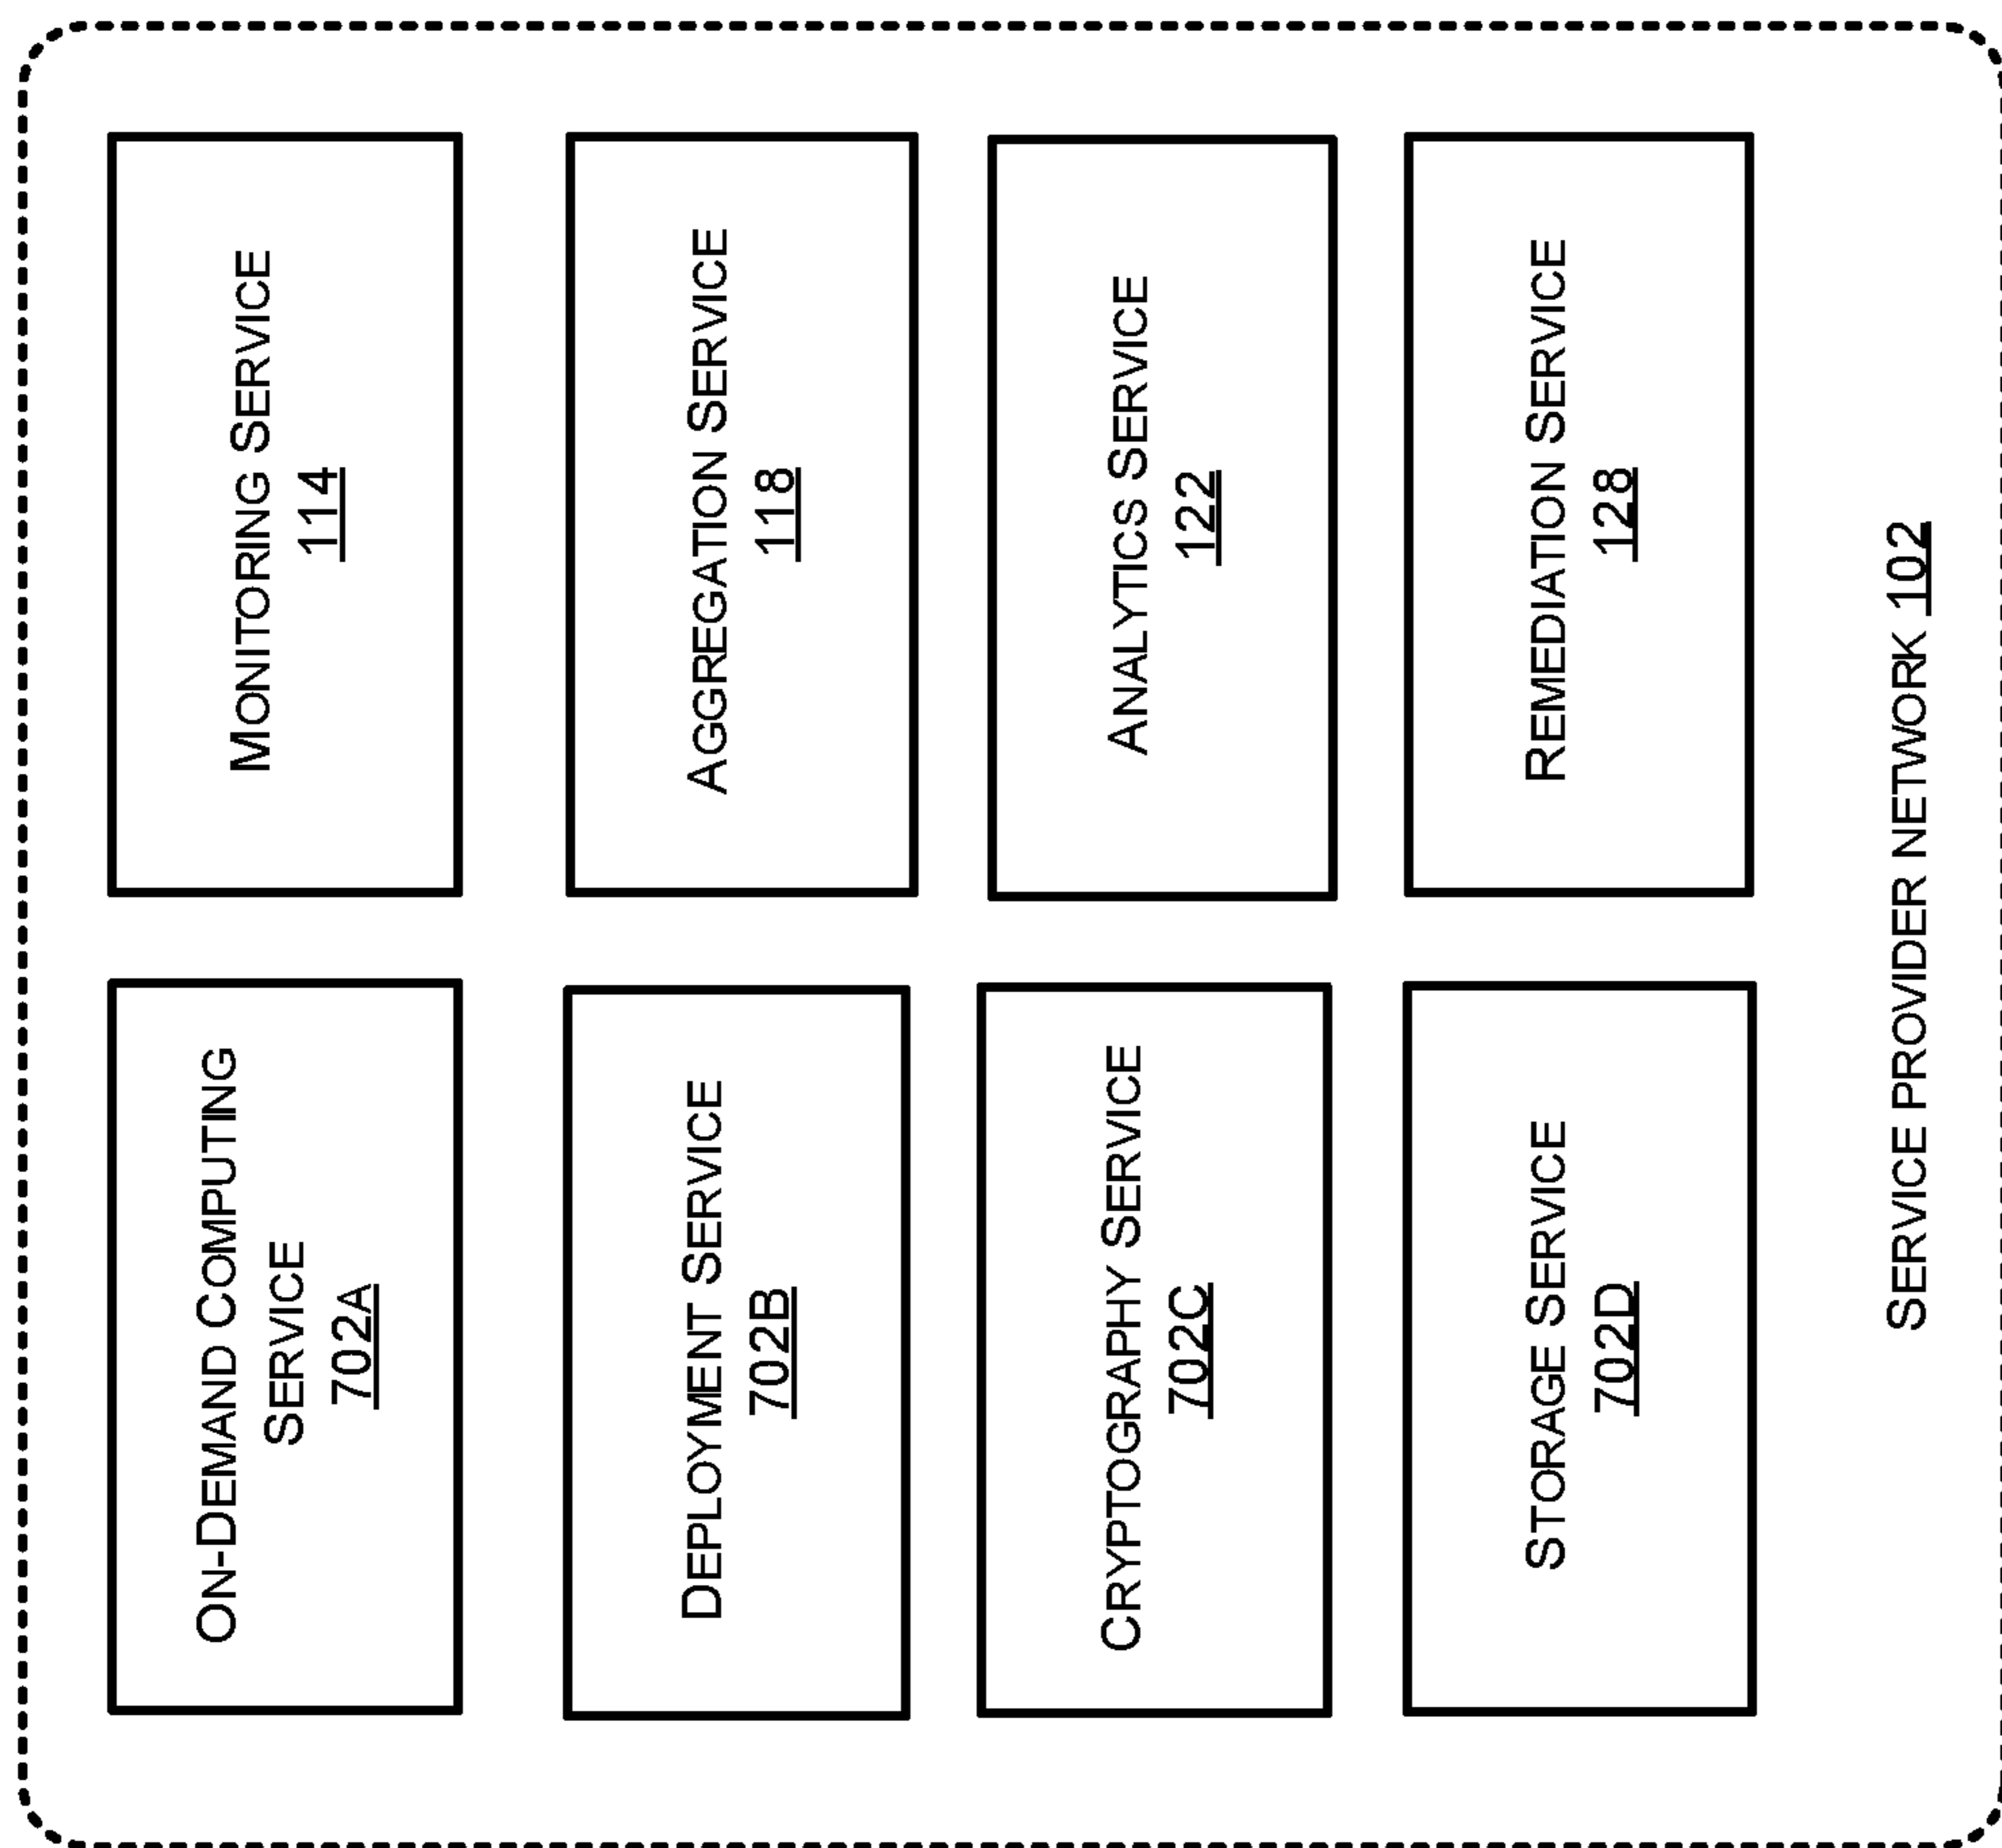 ON-DEMAND COMPUTING
SERVICE
702A
MONITORING SERVICE
114
DEPLOYMENT SERVICE
702B
AGGREGATION SERVICE
118
CRYPTOGRAPHY SERVICE
702C
ANALYTICS SERVICE
122
STORAGE SERVICE
702D
REMEDIATION SERVICE
128
SERVICE PROVIDER NETWORK 102